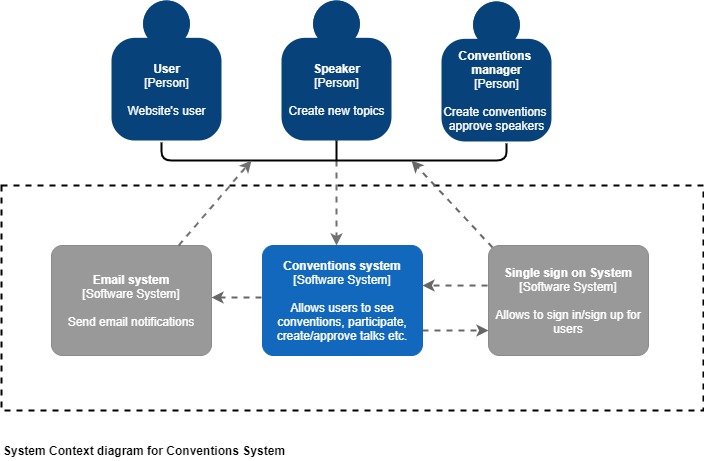 User
[Person]
Website's user
Speaker
[Person]
Create new topics
Conventions
manager
[Person]
Create conventions
approve speakers
Email system
[Software System]
Send email notifications
Conventions system
[Software System]
Allows users to see
conventions, participate,
create/approve talks etc.
Single sign on System
[Software System]
Allows to sign in/sign up for
users
System Context diagram for Conventions System